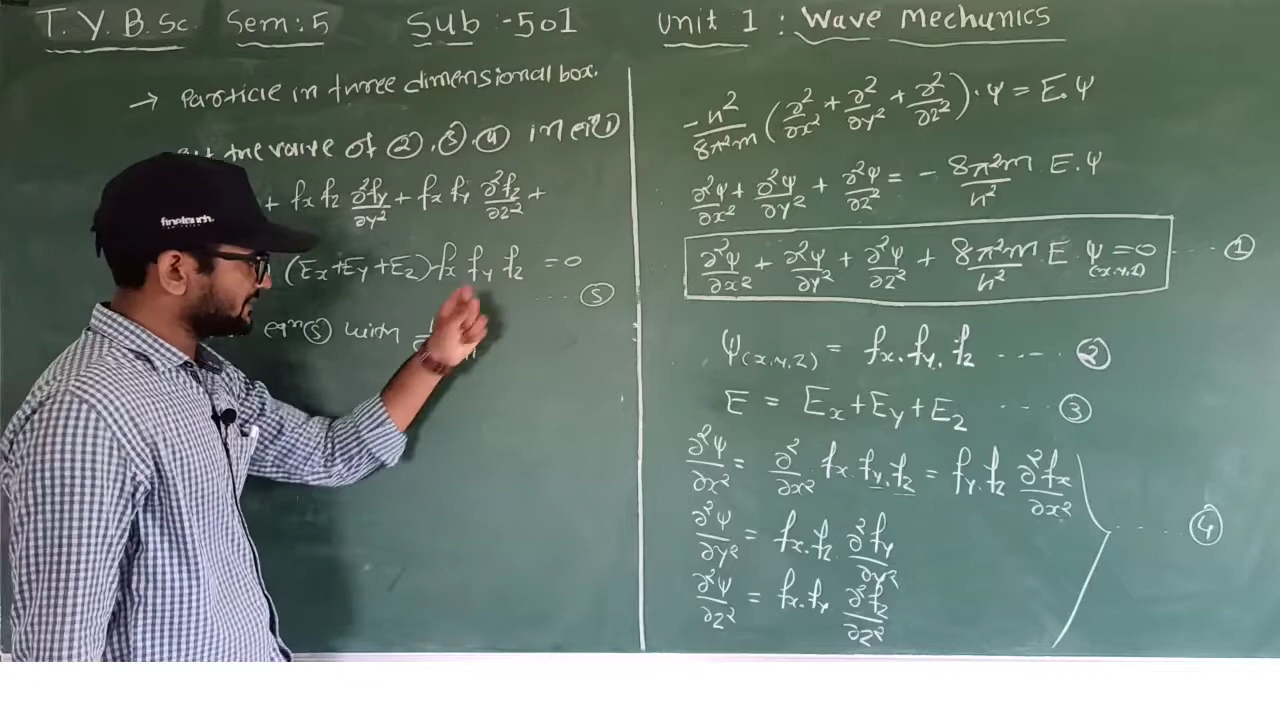 T.Y.B.Sc. Sem:5 Sub:-501 Unit 1 : Wave Mechunics
→ Particle in three dimensional box.
the value of ②.③.④ in eqⁿ①
+ fx fz ∂²fy/∂y² + fx fy ∂²fz/∂z² +
(Ex+Ey+Ez) fx fy fz = 0
.... ⑤
eqⁿ(5) with
finetouch.
-h²/8π²m (∂²/∂x² + ∂²/∂y² + ∂²/∂z²).ψ = E.ψ
∂²ψ/∂x² + ∂²ψ/∂y² + ∂²ψ/∂z² = - 8π²m/h² E.ψ
∂²ψ/∂x² + ∂²ψ/∂y² + ∂²ψ/∂z² + 8π²m/h² E.ψ(x,y,z) = 0 .... ①
ψ(x,y,z) = fx.fy.fz .... ②
E = Ex+Ey+Ez .... ③
∂²ψ/∂x² = ∂²/∂x² fx.fy.fz = fy.fz ∂²fx/∂x²
∂²ψ/∂y² = fx.fz ∂²fy/∂y² .... ④
∂²ψ/∂z² = fx.fy ∂²fz/∂z²